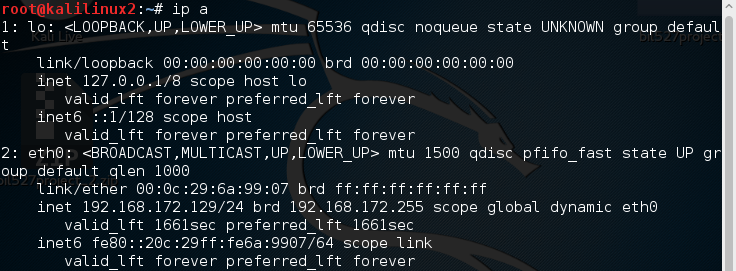 root@kalilinux2:~# ip a
1: lo: <LOOPBACK,UP,LOWER_UP> mtu 65536 qdisc noqueue state UNKNOWN group defaul
t
    link/loopback 00:00:00:00:00:00 brd 00:00:00:00:00:00
    inet 127.0.0.1/8 scope host lo
       valid_lft forever preferred_lft forever
    inet6 ::1/128 scope host
       valid_lft forever preferred_lft forever
2: eth0: <BROADCAST,MULTICAST,UP,LOWER_UP> mtu 1500 qdisc pfifo_fast state UP gr
oup default qlen 1000
    link/ether 00:0c:29:6a:99:07 brd ff:ff:ff:ff:ff:ff
    inet 192.168.172.129/24 brd 192.168.172.255 scope global dynamic eth0
       valid_lft 1661sec preferred_lft 1661sec
    inet6 fe80::20c:29ff:fe6a:9907/64 scope link
       valid_lft forever preferred_lft forever